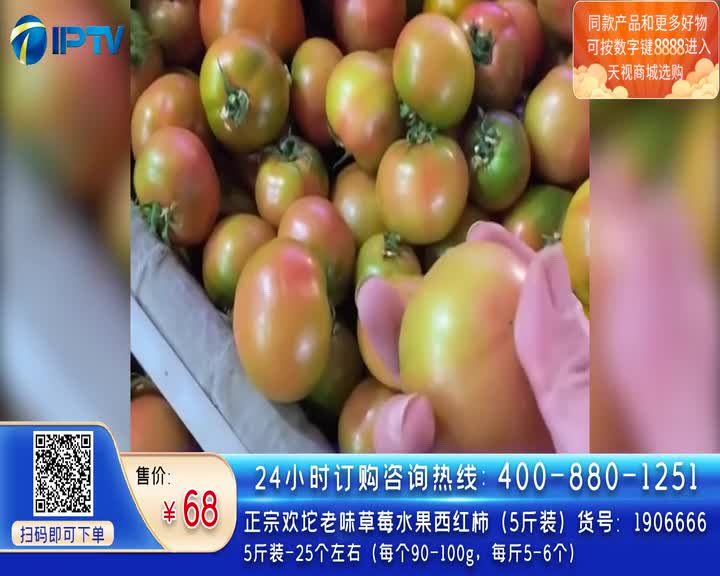 IPTV
同款产品和更多好物
可按数字键8888进入
天视商城选购
扫码即可下单
售价:
¥68
24小时订购咨询热线: 400-880-1251
正宗欢坨老味草莓水果西红柿（5斤装）货号: 1906666
5斤装-25个左右（每个90-100g，每斤5-6个）